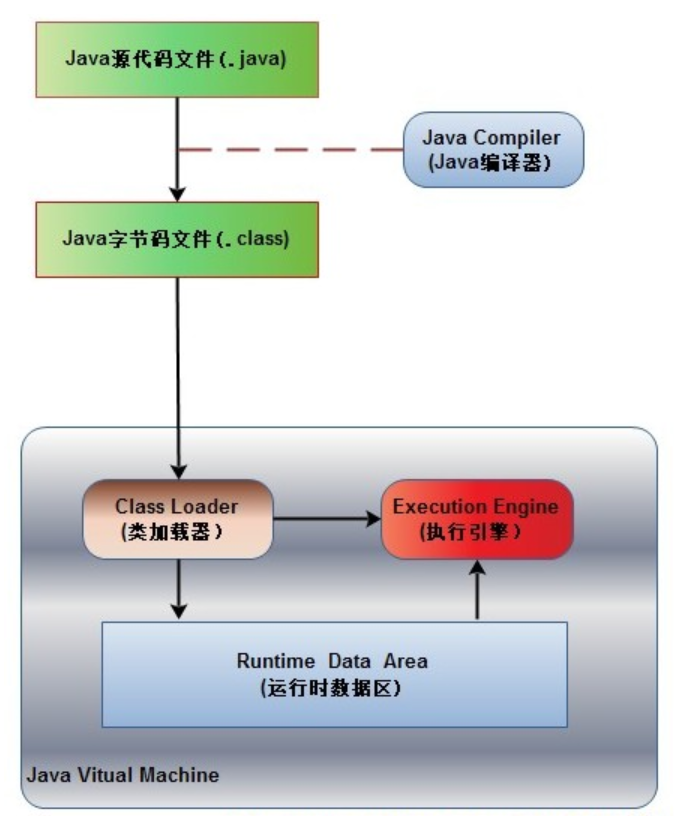 Java源代码文件(.java)
Java Compiler
(Java编译器)
Java字节码文件(.class)
Class Loader
(类加载器)
Execution Engine
(执行引擎)
Runtime Data Area
(运行时数据区)
Java Vitual Machine